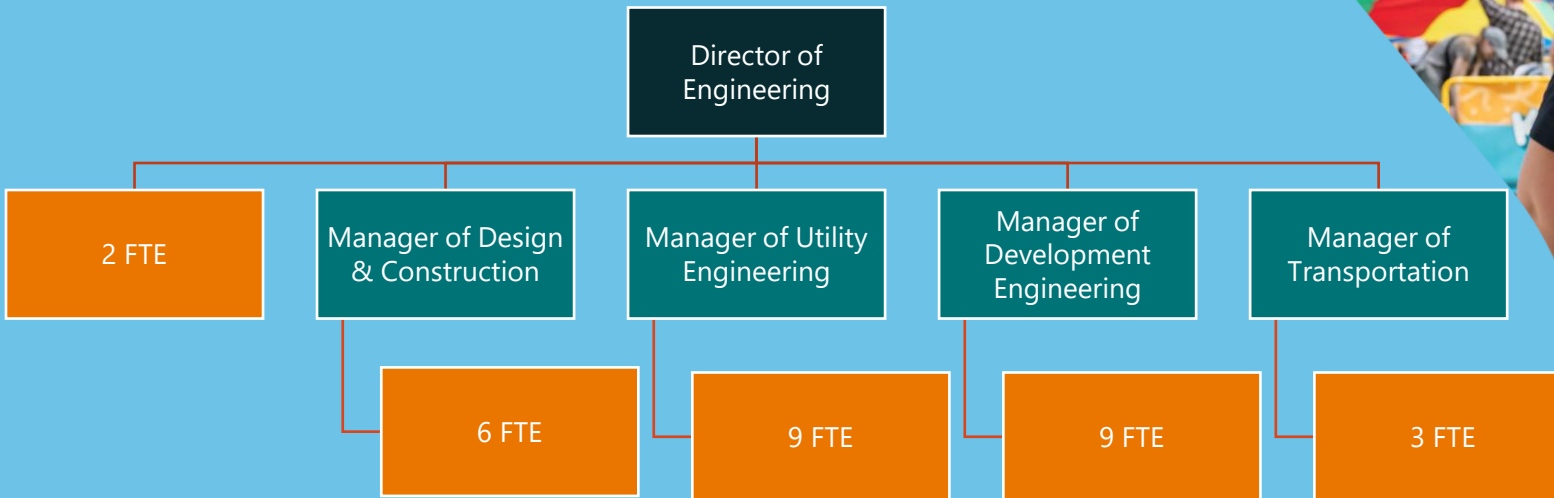 Director of
Engineering
2 FTE
Manager of Design
& Construction
Manager of Utility
Engineering
Manager of
Development
Engineering
Manager of
Transportation
6 FTE
9 FTE
9 FTE
3 FTE